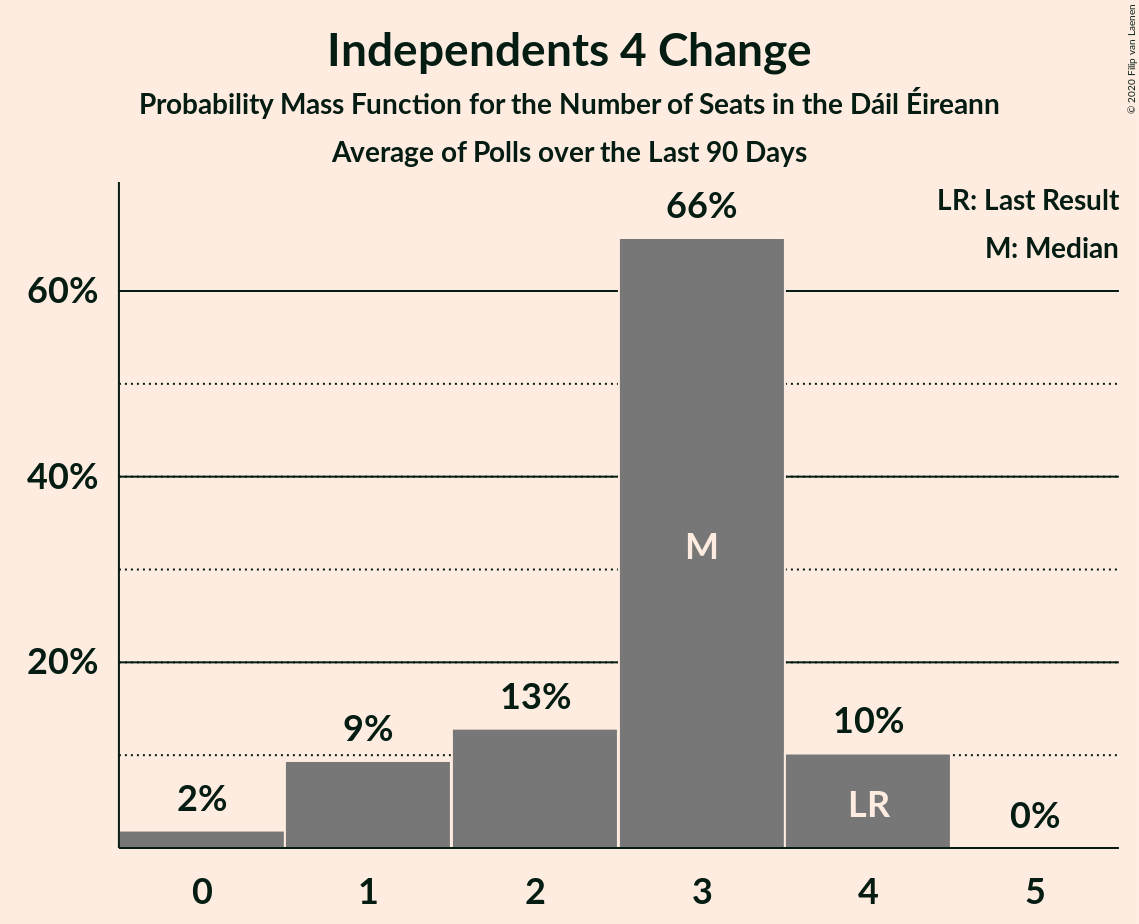 Independents 4 Change
Probability Mass Function for the Number of Seats in the Dáil Éireann
Average of Polls over the Last 90 Days
© 2020 Filip van Laenen
LR: Last Result
M: Median
60%
40%
20%
2%
9%
13%
66%
10%
0%
M
LR
0
1
2
3
4
5